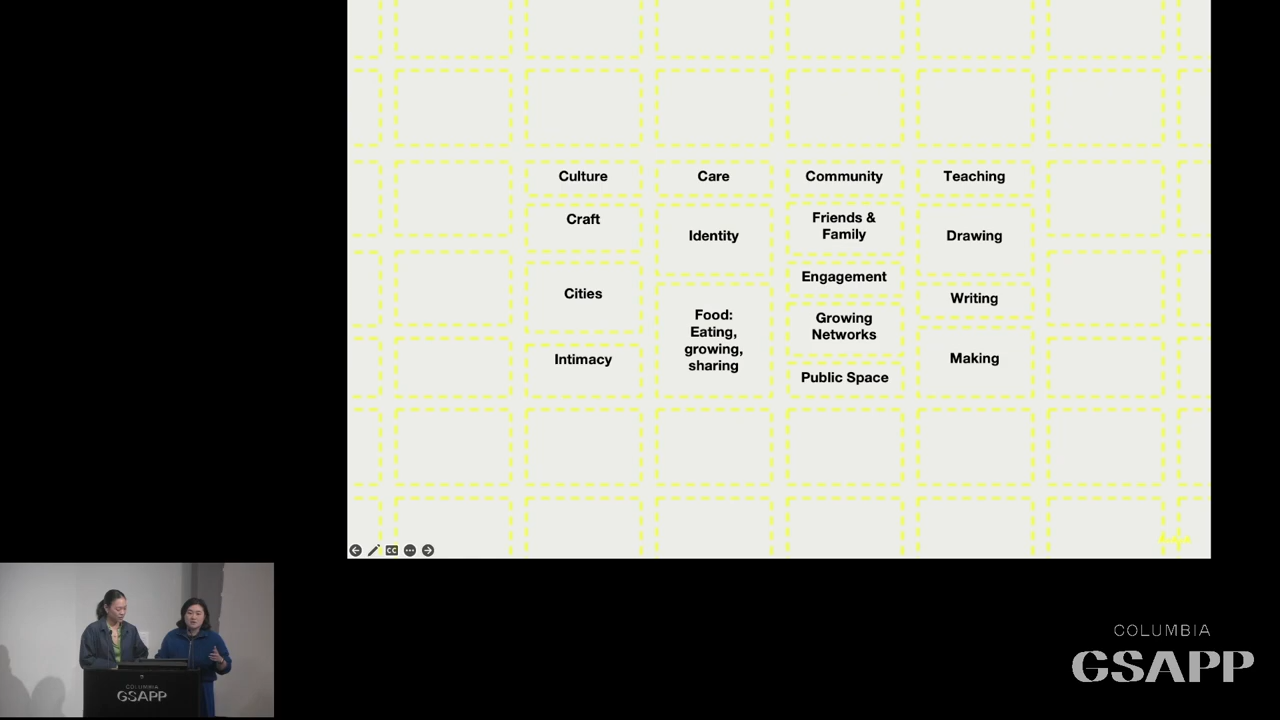 Culture
Care
Community
Teaching
Craft
Identity
Friends &
Family
Drawing
Cities
Engagement
Writing
Food:
Eating,
growing,
sharing
Growing
Networks
Intimacy
Making
Public Space
CC
COLUMBIA
GSAPP
COLUMBIA
GSAPP